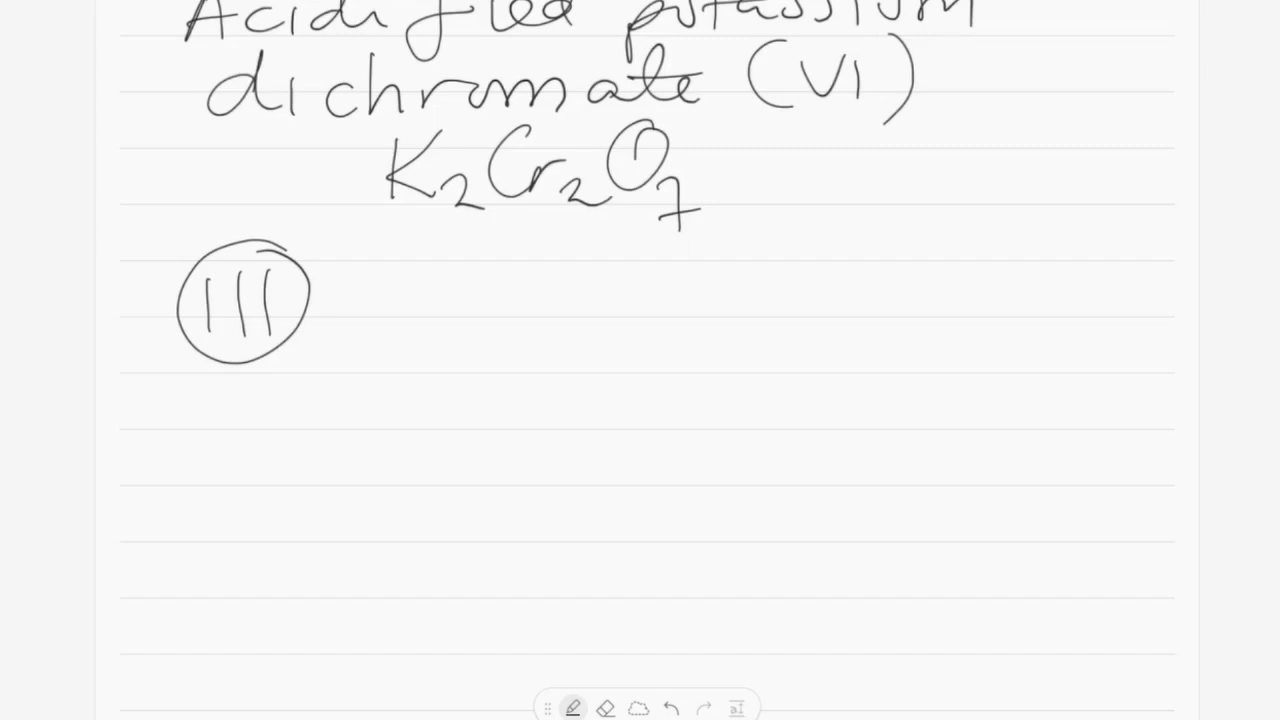 Acidified potassium
dichromate (VI)
K₂Cr₂O₇
III